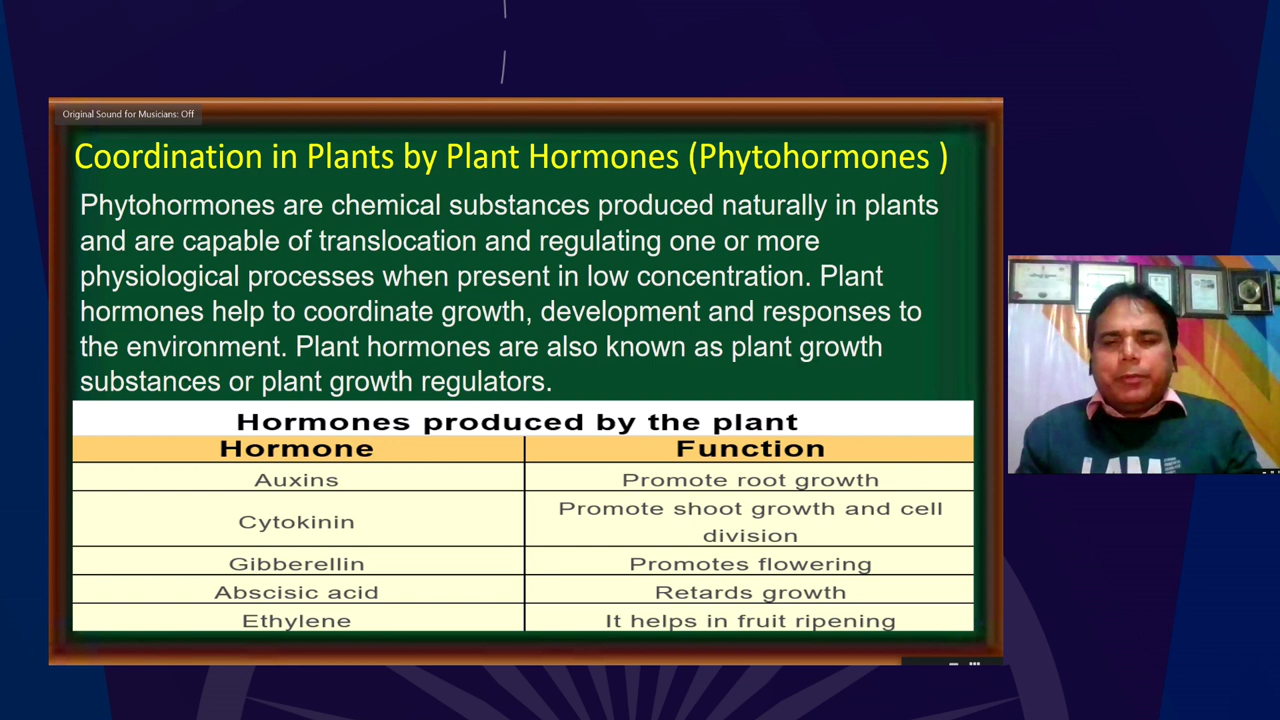 Original Sound for Musicians: Off
Coordination in Plants by Plant Hormones (Phytohormones )
Phytohormones are chemical substances produced naturally in plants
and are capable of translocation and regulating one or more
physiological processes when present in low concentration. Plant
hormones help to coordinate growth, development and responses to
the environment. Plant hormones are also known as plant growth
substances or plant growth regulators.
Hormones produced by the plant
Hormone Function
Auxins Promote root growth
Cytokinin Promote shoot growth and cell
division
Gibberellin Promotes flowering
Abscisic acid Retards growth
Ethylene It helps in fruit ripening
I AM